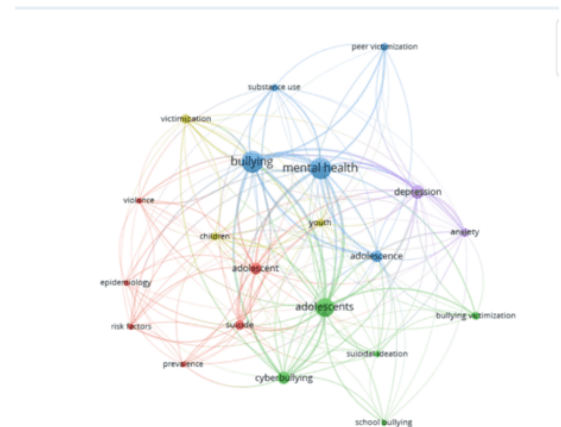 peer victimization
substance use
victimization
bullying
mental health
depression
violence
youth
anxiety
children
adolescence
adolescent
epidemiology
adolescents
bullying victimization
risk factors
suicide
suicidal ideation
prevalence
cyberbullying
school bullying